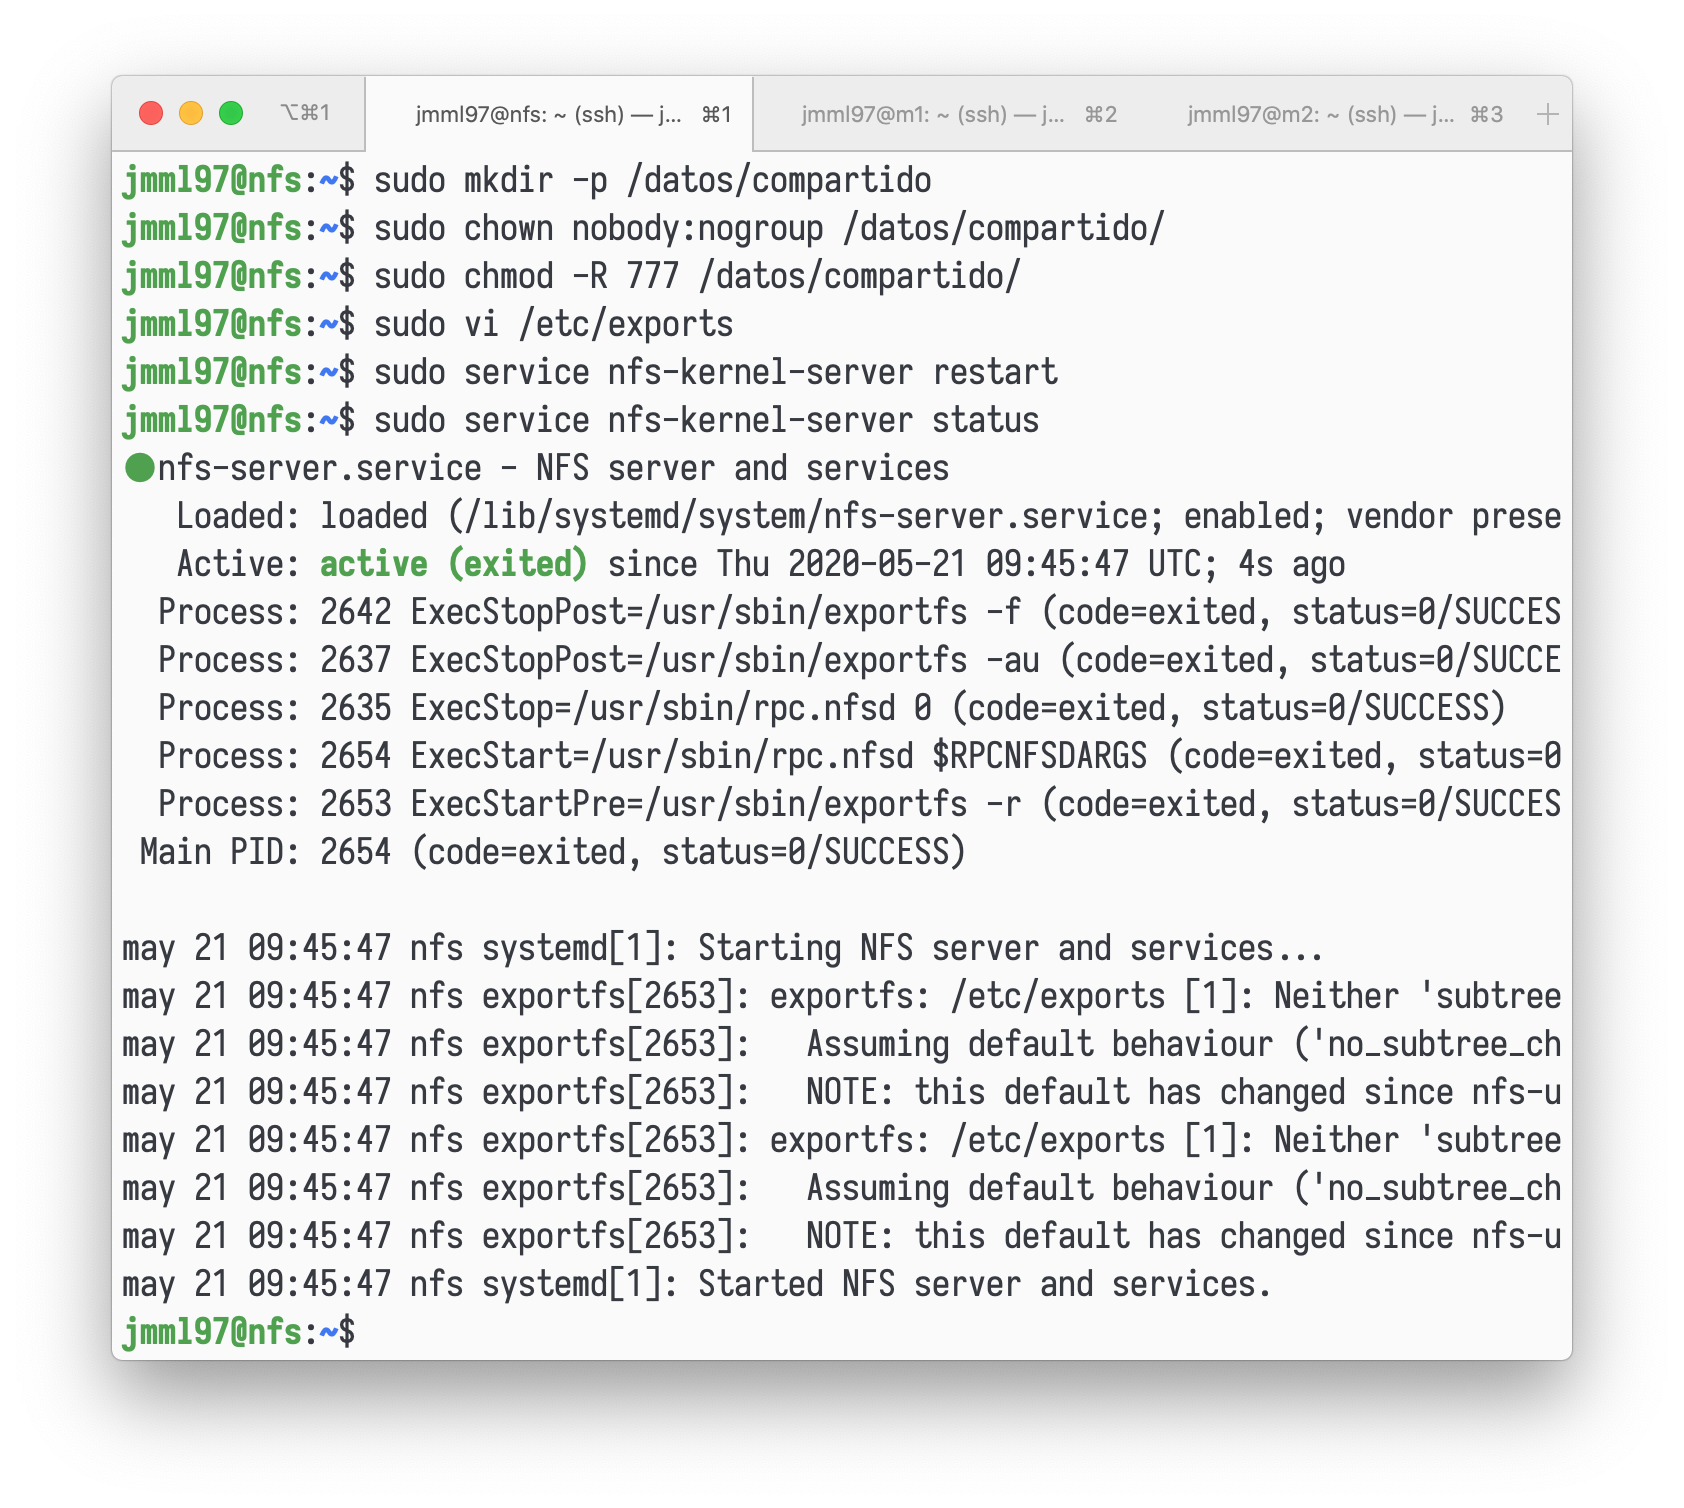 ⌥⌘1 jmml97@nfs: ~ (ssh) — j... ⌘1 jmml97@m1: ~ (ssh) — j... ⌘2 jmml97@m2: ~ (ssh) — j... ⌘3 +
jmml97@nfs:~$ sudo mkdir -p /datos/compartido
jmml97@nfs:~$ sudo chown nobody:nogroup /datos/compartido/
jmml97@nfs:~$ sudo chmod -R 777 /datos/compartido/
jmml97@nfs:~$ sudo vi /etc/exports
jmml97@nfs:~$ sudo service nfs-kernel-server restart
jmml97@nfs:~$ sudo service nfs-kernel-server status
●nfs-server.service - NFS server and services
   Loaded: loaded (/lib/systemd/system/nfs-server.service; enabled; vendor prese
   Active: active (exited) since Thu 2020-05-21 09:45:47 UTC; 4s ago
  Process: 2642 ExecStopPost=/usr/sbin/exportfs -f (code=exited, status=0/SUCCES
  Process: 2637 ExecStopPost=/usr/sbin/exportfs -au (code=exited, status=0/SUCCE
  Process: 2635 ExecStop=/usr/sbin/rpc.nfsd 0 (code=exited, status=0/SUCCESS)
  Process: 2654 ExecStart=/usr/sbin/rpc.nfsd $RPCNFSDARGS (code=exited, status=0
  Process: 2653 ExecStartPre=/usr/sbin/exportfs -r (code=exited, status=0/SUCCES
 Main PID: 2654 (code=exited, status=0/SUCCESS)

may 21 09:45:47 nfs systemd[1]: Starting NFS server and services...
may 21 09:45:47 nfs exportfs[2653]: exportfs: /etc/exports [1]: Neither 'subtree
may 21 09:45:47 nfs exportfs[2653]:   Assuming default behaviour ('no_subtree_ch
may 21 09:45:47 nfs exportfs[2653]:   NOTE: this default has changed since nfs-u
may 21 09:45:47 nfs exportfs[2653]: exportfs: /etc/exports [1]: Neither 'subtree
may 21 09:45:47 nfs exportfs[2653]:   Assuming default behaviour ('no_subtree_ch
may 21 09:45:47 nfs exportfs[2653]:   NOTE: this default has changed since nfs-u
may 21 09:45:47 nfs systemd[1]: Started NFS server and services.
jmml97@nfs:~$